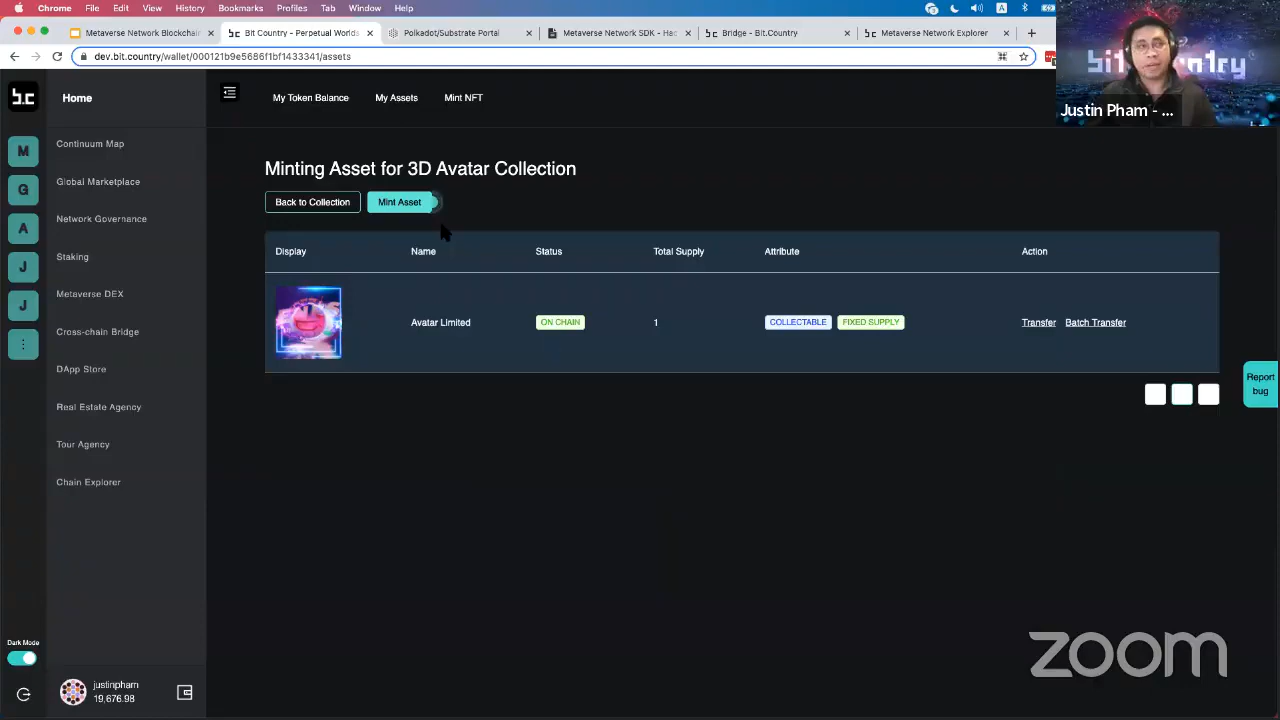 Chrome File Edit View History Bookmarks Profiles Tab Window Help
Metaverse Network Blockchain
Bit Country - Perpetual Worlds
Polkadot/Substrate Portal
Metaverse Network SDK - Hac
Bridge - Bit.Country
Metaverse Network Explorer
dev.bit.country/wallet/000121b9e5686f1bf1433341/assets
Justin Pham - ...
b.c
Home
My Token Balance My Assets Mint NFT
M
G
A
J
J
Continuum Map
Global Marketplace
Network Governance
Staking
Metaverse DEX
Cross-chain Bridge
DApp Store
Real Estate Agency
Tour Agency
Chain Explorer
Minting Asset for 3D Avatar Collection
Back to Collection Mint Asset
Display Name Status Total Supply Attribute Action
Avatar Limited ON CHAIN 1 COLLECTABLE FIXED SUPPLY Transfer Batch Transfer
Report
bug
Dark Mode
justinpham
19,676.98
zoom